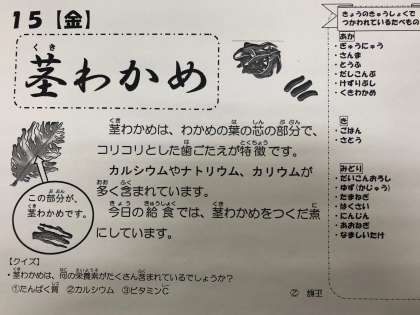 15【金】
くき
茎わかめ
くき は しん ぶぶん
茎わかめは、わかめの葉の芯の部分で、
は とくちょう
コリコリとした歯ごたえが特徴です。
カルシウムやナトリウム、カリウムが
おお ふく
多く含まれています。
きょう きゅうしょく くき に
今日の給食では、茎わかめをつくだ煮
にしています。
ぶぶん
この部分が、
くき
茎わかめです。
【クイズ】
くき なん えいようそ ふく
・茎わかめは、何の栄養素がたくさん含まれているでしょうか?
①たんぱく質 ②カルシウム ③ビタミンC
正解 ②
きょうのきゅうしょくで
つかわれているたべもの
あか
・ぎゅうにゅう
・さんま
・とうふ
・だしこんぶ
・けずりぶし
・くきわかめ
き
・ごはん
・さとう
みどり
・だいこんおろし
・ゆず(かじゅう)
・たまねぎ
・はくさい
・にんじん
・あおねぎ
・なましいたけ